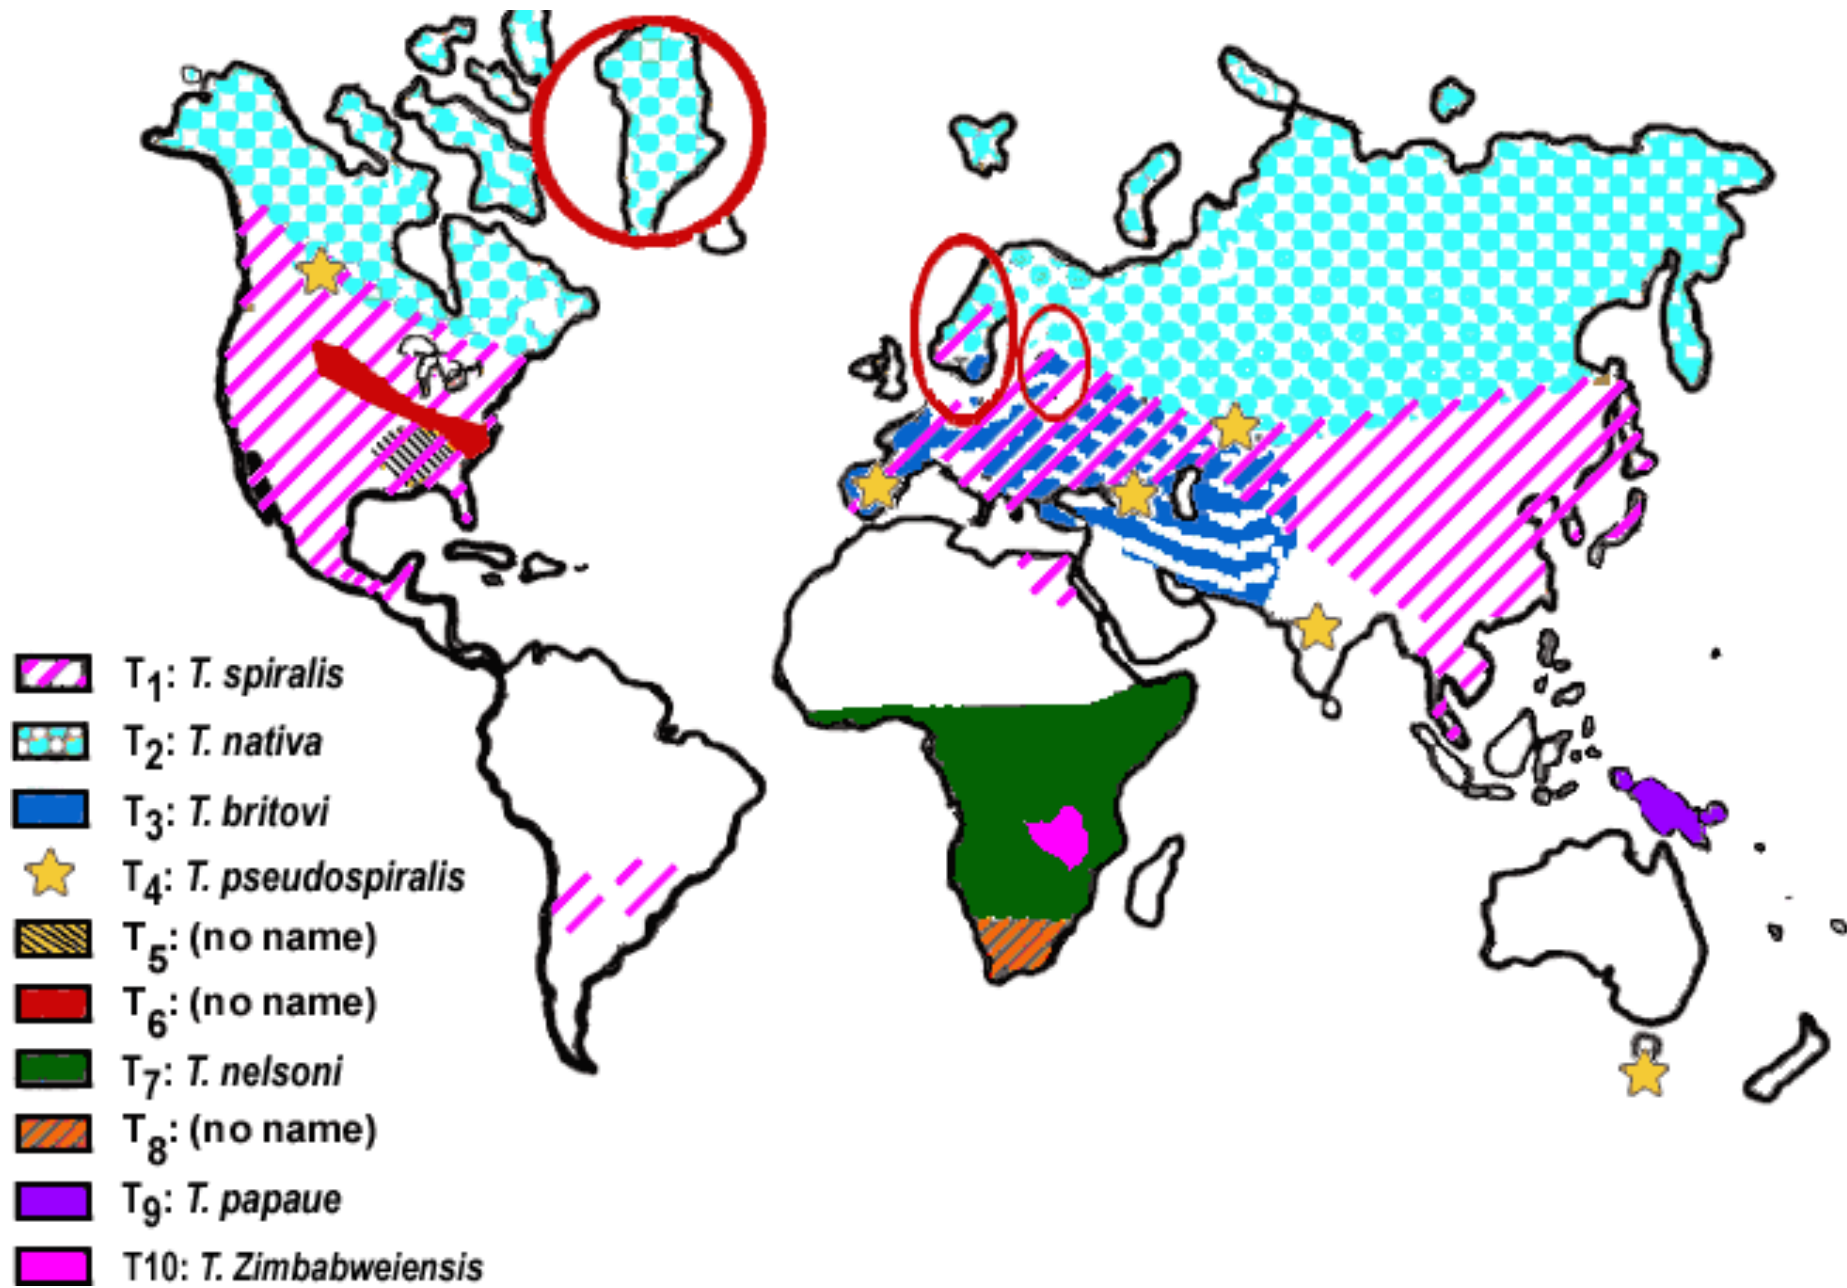 T1: T. spiralis
T2: T. nativa
T3: T. britovi
T4: T. pseudospiralis
T5: (no name)
T6: (no name)
T7: T. nelsoni
T8: (no name)
T9: T. papaue
T10: T. Zimbabweiensis